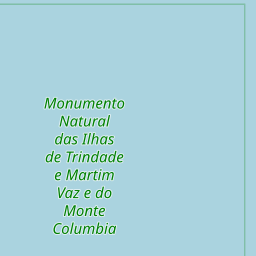 Monumento
Natural
das Ilhas
de Trindade
e Martim
Vaz e do
Monte
Columbia